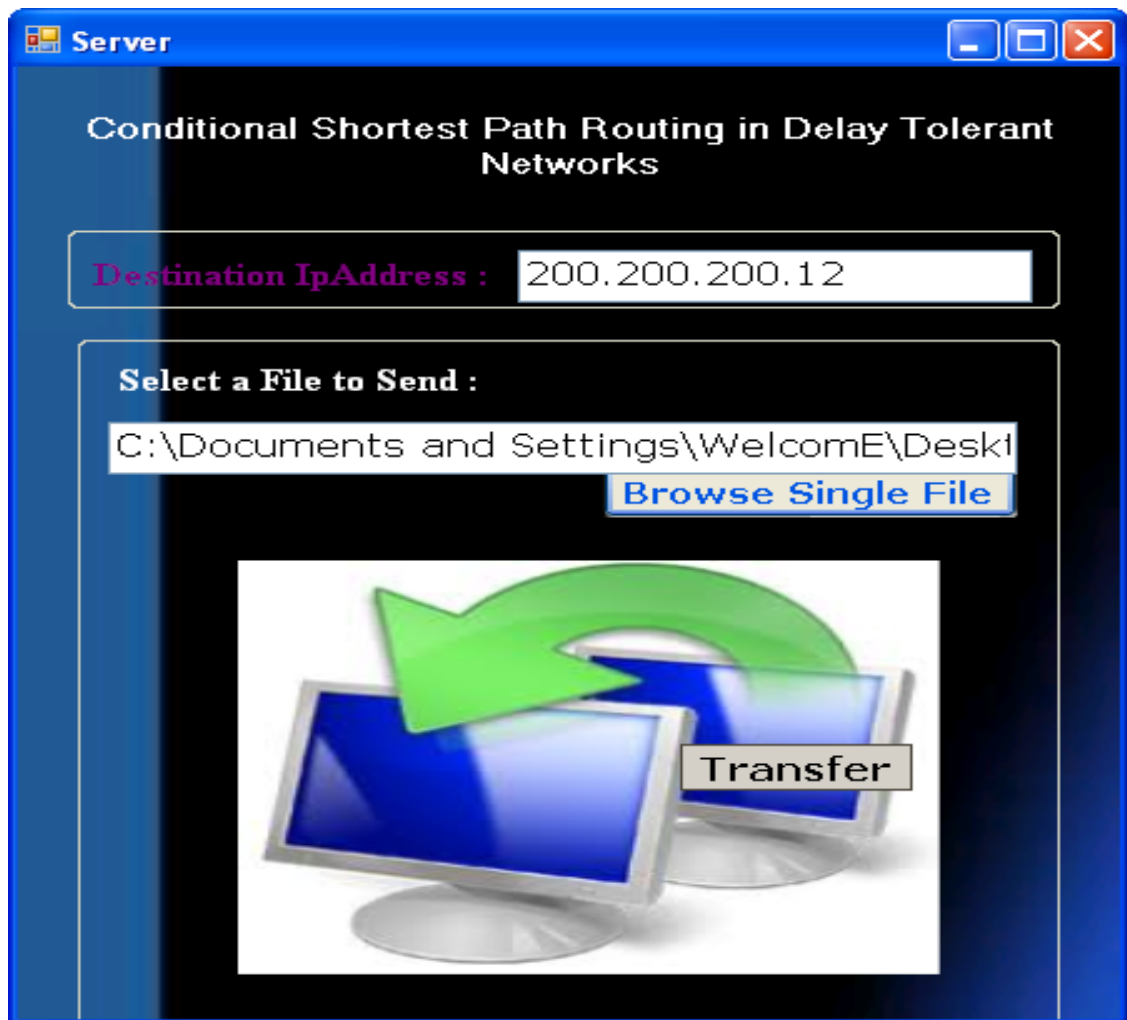 Server
Conditional Shortest Path Routing in Delay Tolerant
Networks
Destination IpAddress :
200.200.200.12
Select a File to Send :
C:\Documents and Settings\WelcomE\Deskt
Browse Single File
Transfer